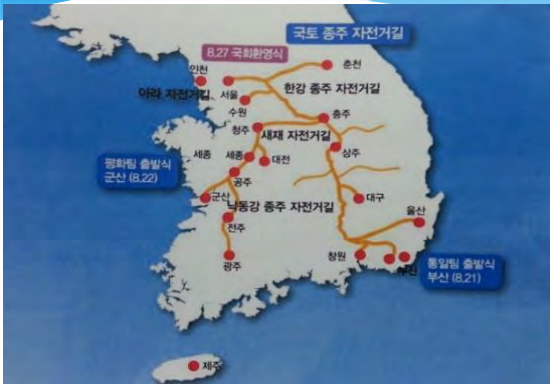 국토 종주 자전거길
8.27 국회환영식
인천
춘천
아라 자전거길
서울
한강 종주 자전거길
수원
충주
청주
새재 자전거길
상주
세종
세종
대전
평화팀 출발식
군산 (8.22)
공주
군산
낙동강 종주 자전거길
대구
전주
울산
광주
창원
통일팀 출발식
부산 (8.21)
제주